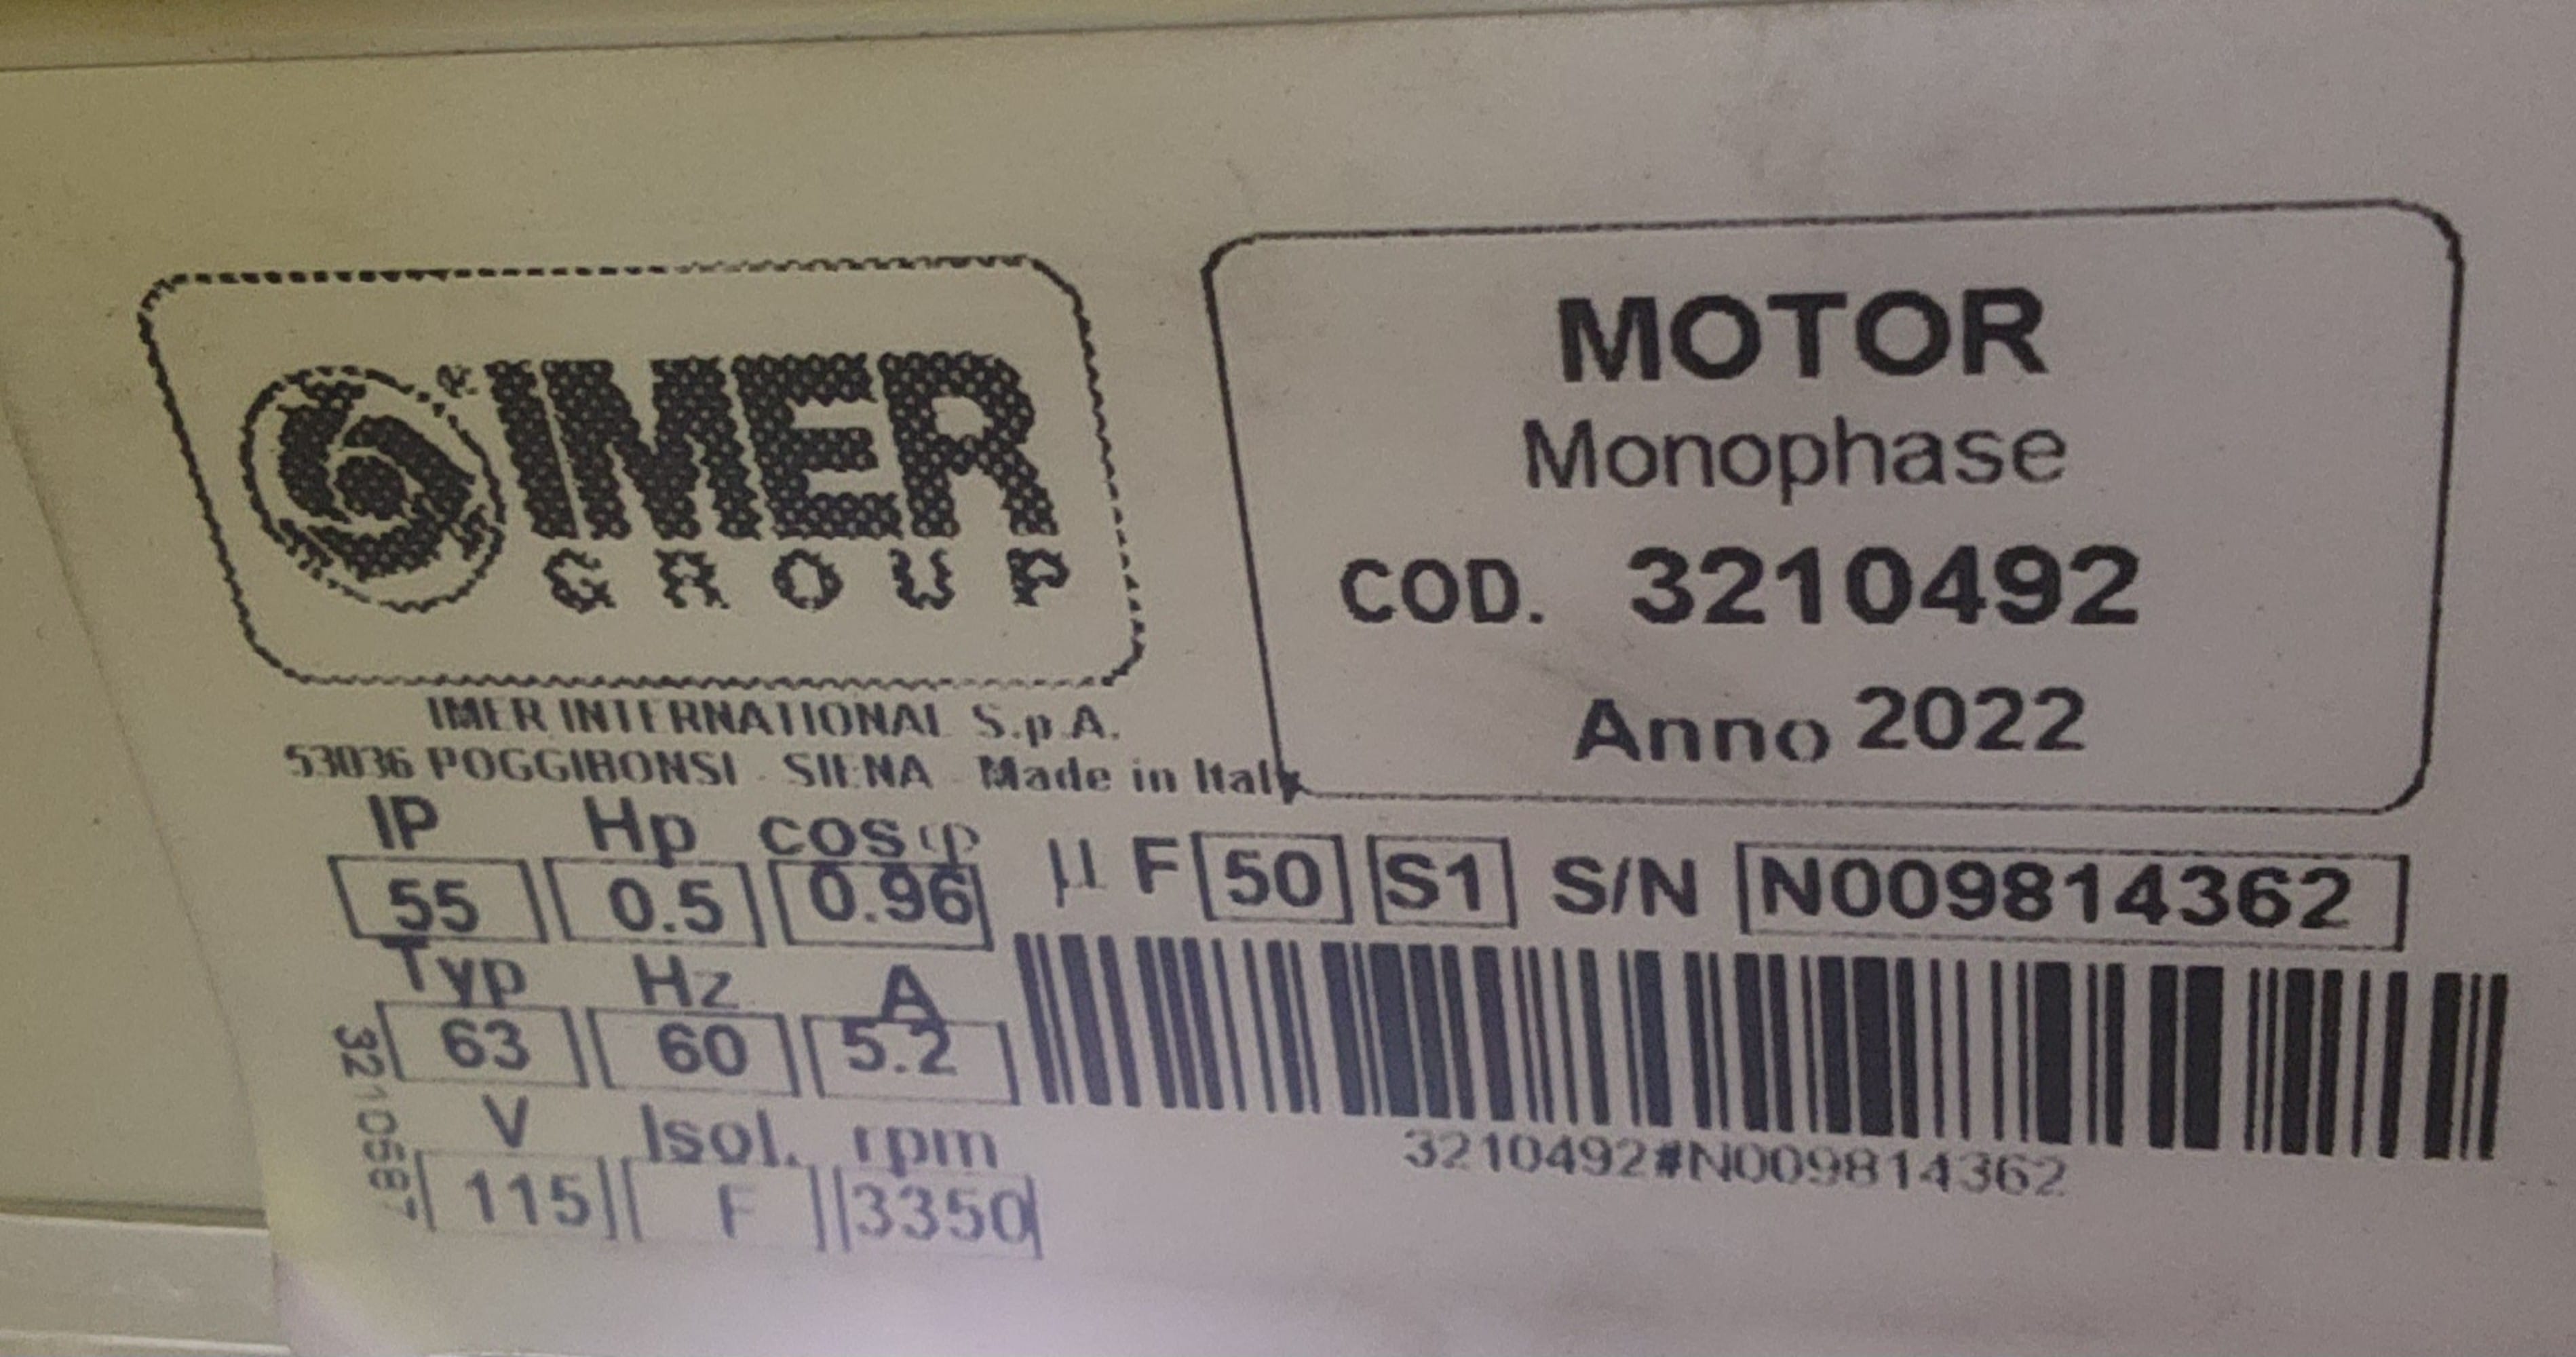 IMER®
GROUP
IMER INTERNATIONAL S.p.A.
53036 POGGIBONSI - SIENA - Made in Italy
MOTOR
Monophase
COD. 3210492
Anno 2022
IP Hp cosφ
55 0.5 0.96
µF 50 S1 S/N N009814362
Typ Hz A
63 60 5.2
V Isol. rpm
115 F 3350
3210587
3210492#N009814362